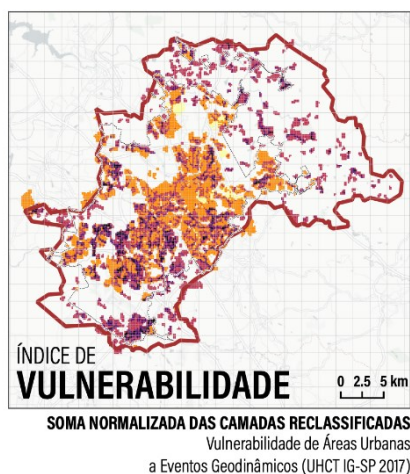 ÍNDICE DE
VULNERABILIDADE
0 2.5 5 km
SOMA NORMALIZADA DAS CAMADAS RECLASSIFICADAS
Vulnerabilidade de Áreas Urbanas
a Eventos Geodinâmicos (UHCT IG-SP 2017)